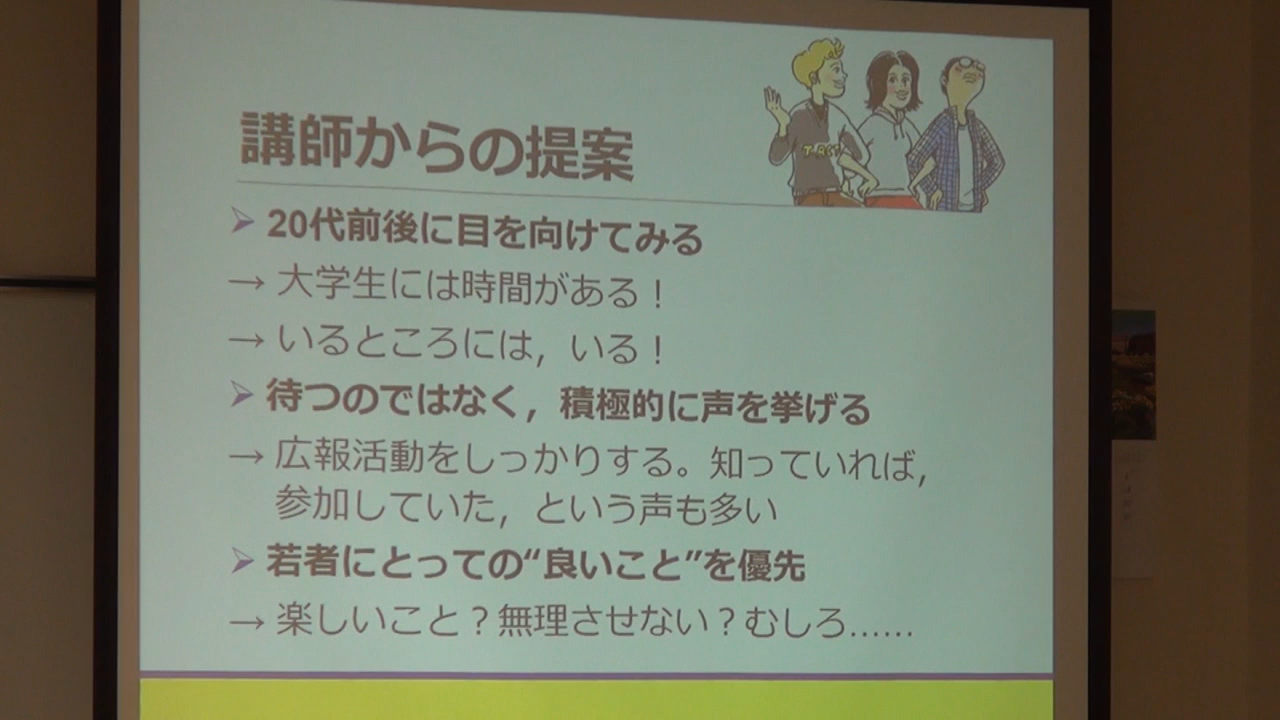 講師からの提案
➢ 20代前後に目を向けてみる
→ 大学生には時間がある！
→ いるところには，いる！
➢ 待つのではなく，積極的に声を挙げる
→ 広報活動をしっかりする。知っていれば，
参加していた，という声も多い
➢ 若者にとっての“良いこと”を優先
→ 楽しいこと？無理させない？むしろ……
T-ACT